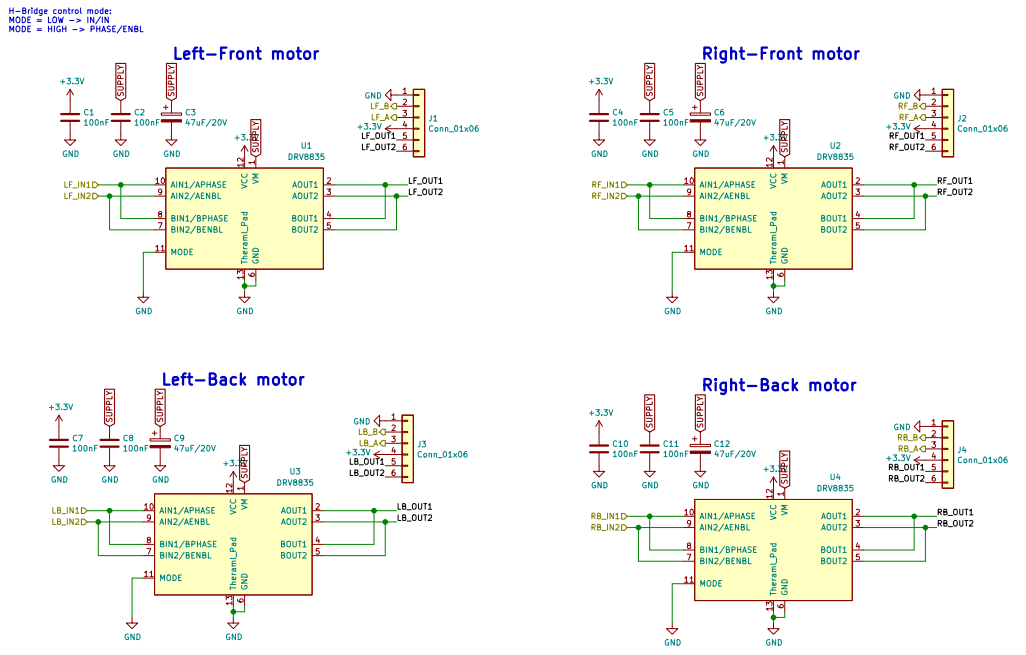 H-Bridge control mode:
MODE = LOW -> IN/IN
MODE = HIGH -> PHASE/ENBL
Left-Front motor
+3.3V
SUPPLY
SUPPLY
C1
100nF
C2
100nF
C3
47uF/20V
GND
GND
GND
SUPPLY
+3.3V
U1
DRV8835
GND
LF_B
LF_A
+3.3V
LF_OUT1
LF_OUT2
1
2
3
4
5
6
J1
Conn_01x06
LF_IN1
LF_IN2
10
9
8
7
11
12
1
VCC
VM
AIN1/APHASE
AIN2/AENBL
BIN1/BPHASE
BIN2/BENBL
MODE
AOUT1
AOUT2
BOUT1
BOUT2
2
3
4
5
LF_OUT1
LF_OUT2
Theraml_Pad
GND
13
6
GND
GND
Right-Front motor
+3.3V
SUPPLY
SUPPLY
C4
100nF
C5
100nF
C6
47uF/20V
GND
GND
GND
SUPPLY
+3.3V
U2
DRV8835
GND
RF_B
RF_A
+3.3V
RF_OUT1
RF_OUT2
1
2
3
4
5
6
J2
Conn_01x06
RF_IN1
RF_IN2
10
9
8
7
11
12
1
VCC
VM
AIN1/APHASE
AIN2/AENBL
BIN1/BPHASE
BIN2/BENBL
MODE
AOUT1
AOUT2
BOUT1
BOUT2
2
3
4
5
RF_OUT1
RF_OUT2
Theraml_Pad
GND
13
6
GND
GND
Left-Back motor
+3.3V
SUPPLY
SUPPLY
C7
100nF
C8
100nF
C9
47uF/20V
GND
GND
GND
SUPPLY
+3.3V
U3
DRV8835
GND
LB_B
LB_A
+3.3V
LB_OUT1
LB_OUT2
1
2
3
4
5
6
J3
Conn_01x06
LB_IN1
LB_IN2
10
9
8
7
11
12
1
VCC
VM
AIN1/APHASE
AIN2/AENBL
BIN1/BPHASE
BIN2/BENBL
MODE
AOUT1
AOUT2
BOUT1
BOUT2
2
3
4
5
LB_OUT1
LB_OUT2
Theraml_Pad
GND
13
6
GND
GND
Right-Back motor
+3.3V
SUPPLY
SUPPLY
C10
100nF
C11
100nF
C12
47uF/20V
GND
GND
GND
SUPPLY
+3.3V
U4
DRV8835
GND
RB_B
RB_A
+3.3V
RB_OUT1
RB_OUT2
1
2
3
4
5
6
J4
Conn_01x06
RB_IN1
RB_IN2
10
9
8
7
11
12
1
VCC
VM
AIN1/APHASE
AIN2/AENBL
BIN1/BPHASE
BIN2/BENBL
MODE
AOUT1
AOUT2
BOUT1
BOUT2
2
3
4
5
RB_OUT1
RB_OUT2
Theraml_Pad
GND
13
6
GND
GND